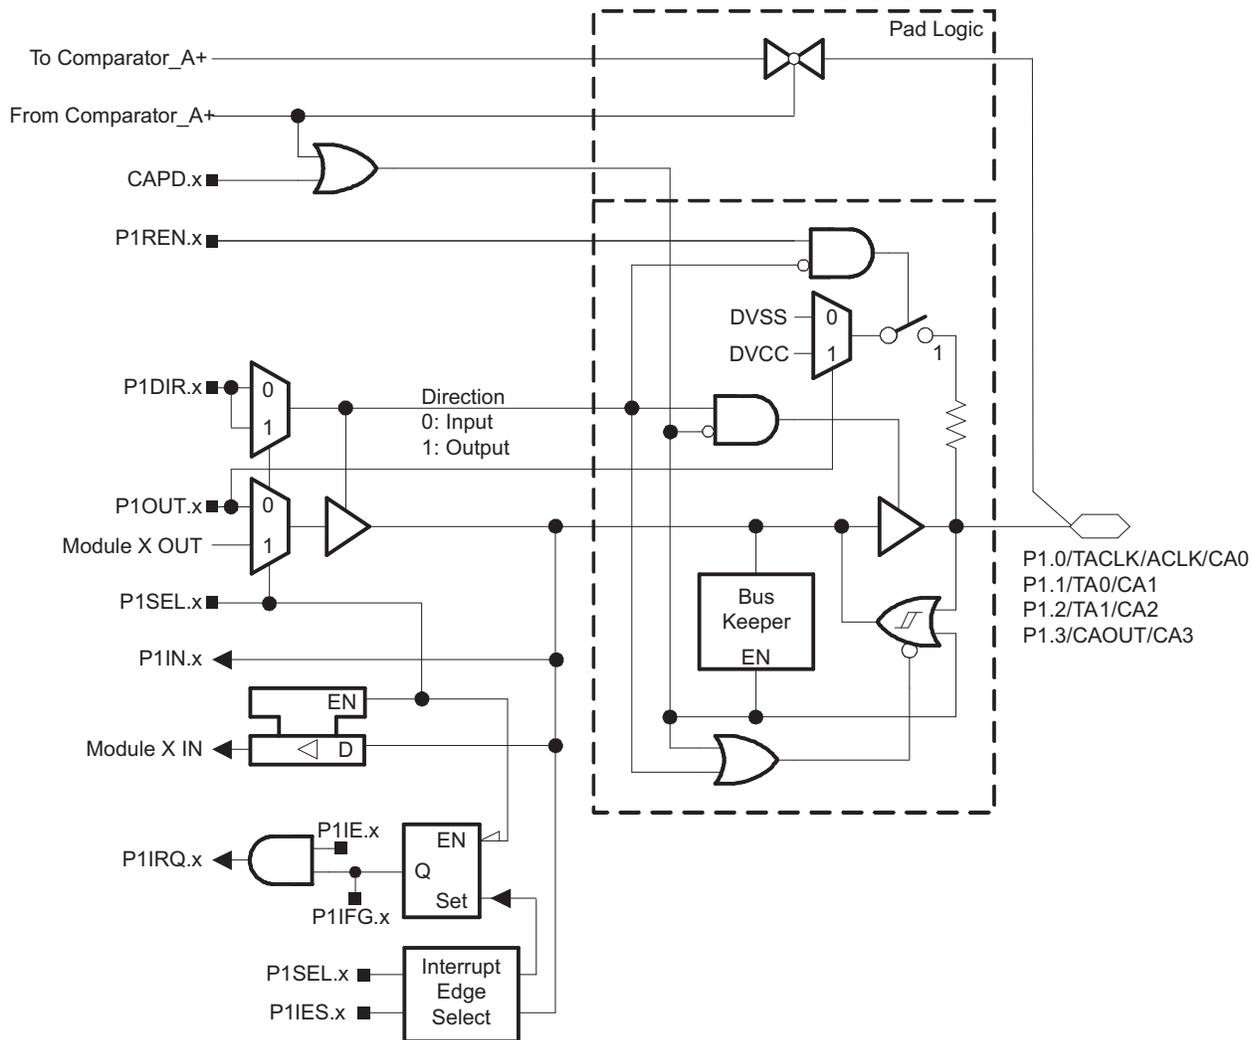 Pad Logic
To Comparator_A+
From Comparator_A+
CAPD.x
P1REN.x
DVSS
0
DVCC
1
1
P1DIR.x
0
1
Direction
0: Input
1: Output
P1OUT.x
0
Module X OUT
1
P1.0/TACLK/ACLK/CA0
P1.1/TA0/CA1
P1.2/TA1/CA2
P1.3/CAOUT/CA3
P1SEL.x
Bus
Keeper
EN
P1IN.x
EN
Module X IN
D
P1IE.x
EN
P1IRQ.x
Q
Set
P1IFG.x
P1SEL.x
P1IES.x
Interrupt
Edge
Select